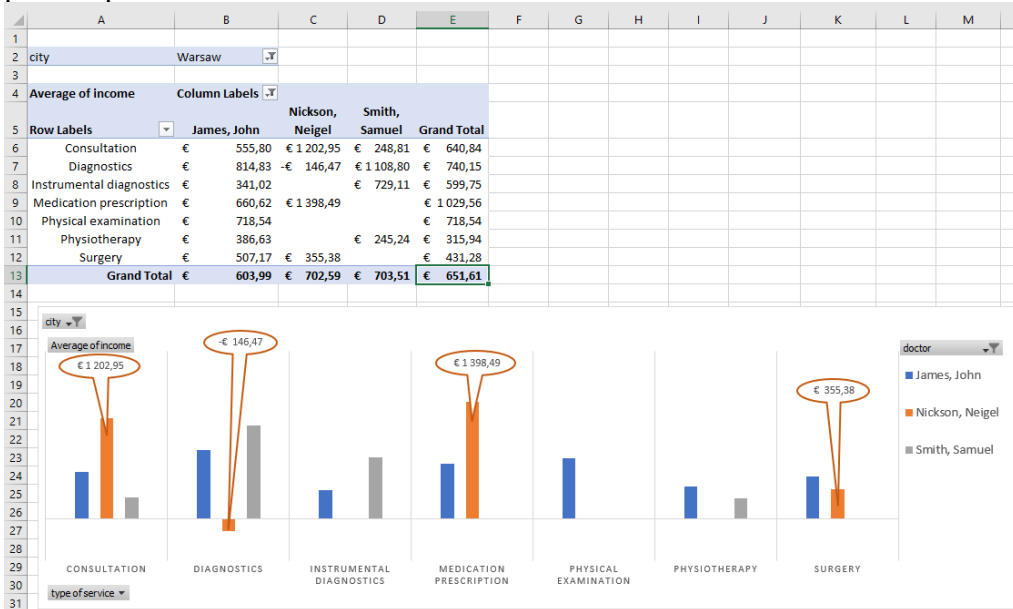 A B C D E F G H I J K L M
1
2 city Warsaw
3
4 Average of income Column Labels
5 Row Labels James, John Nickson, Neigel Smith, Samuel Grand Total
6 Consultation € 555,80 € 1 202,95 € 248,81 € 640,84
7 Diagnostics € 814,83 -€ 146,47 € 1 108,80 € 740,15
8 Instrumental diagnostics € 341,02 € 729,11 € 599,75
9 Medication prescription € 660,62 € 1 398,49 € 1 029,56
10 Physical examination € 718,54 € 718,54
11 Physiotherapy € 386,63 € 245,24 € 315,94
12 Surgery € 507,17 € 355,38 € 431,28
13 Grand Total € 603,99 € 702,59 € 703,51 € 651,61
14
15
16 city
17 Average of income -€ 146,47 doctor
18 € 1 202,95 € 1 398,49
19 James, John
20 € 355,38
21 Nickson, Neigel
22
23 Smith, Samuel
24
25
26
27
28
29 CONSULTATION DIAGNOSTICS INSTRUMENTAL DIAGNOSTICS MEDICATION PRESCRIPTION PHYSICAL EXAMINATION PHYSIOTHERAPY SURGERY
30 type of service
31